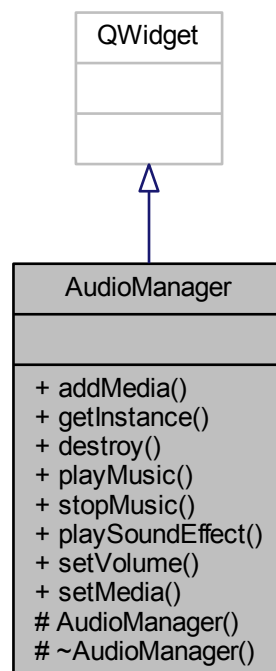 QWidget
AudioManager
+ addMedia()
+ getInstance()
+ destroy()
+ playMusic()
+ stopMusic()
+ playSoundEffect()
+ setVolume()
+ setMedia()
# AudioManager()
# ~AudioManager()